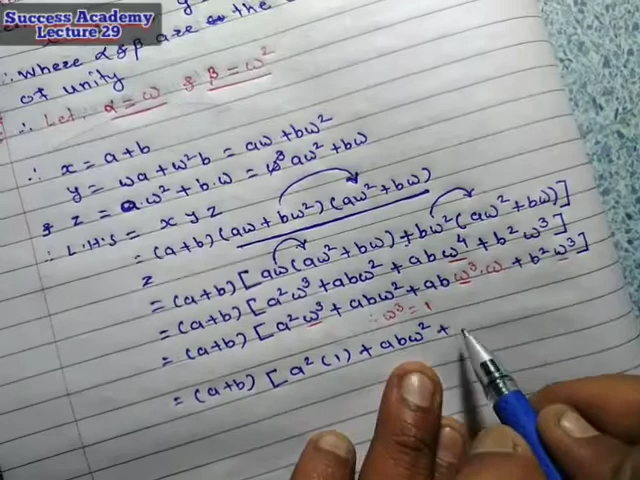 Success Academy
Lecture 29
∴ where α & β are the
of unity
∴ Let, α = ω & β = ω²
∴ x = a + b
y = ωa + ω²b = aω + bω²
& z = a.ω² + b.ω = aω² + bω
∴ L.H.S = x y z
= (a+b) (aω + bω²) (aω² + bω)
= (a+b) [aω(aω² + bω) + bω²(aω² + bω)]
= (a+b) [a²ω³ + abω² + abω⁴ + b²ω³]
= (a+b) [a²ω³ + abω² + abω³.ω + b²ω³]
∵ ω³ = 1
= (a+b) [a²(1) + abω² +